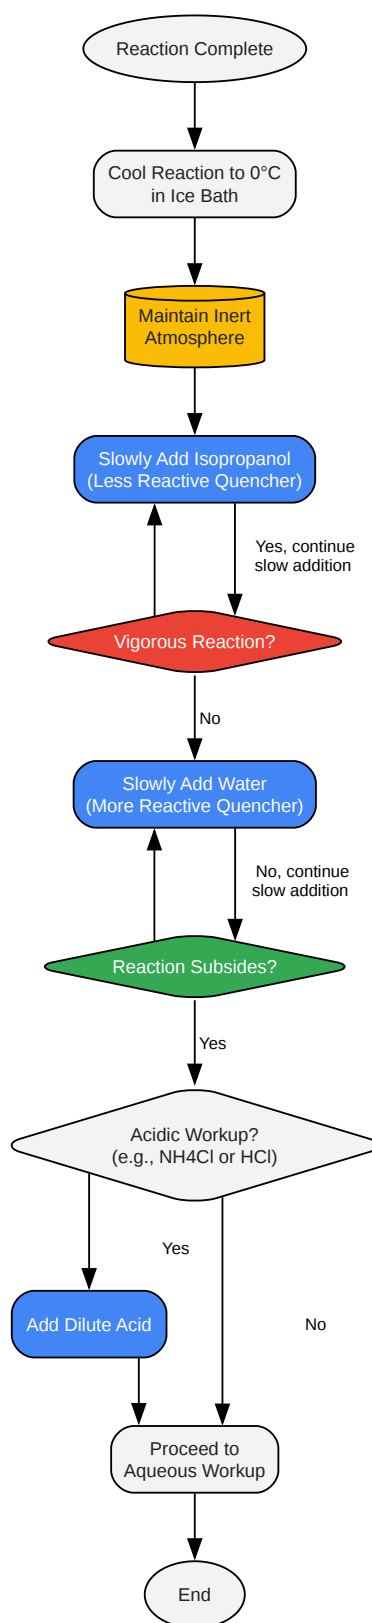 Reaction Complete
Cool Reaction to 0°C
in Ice Bath
Maintain Inert
Atmosphere
Slowly Add Isopropanol
(Less Reactive Quencher)
Yes, continue
slow addition
Vigorous Reaction?
No
Slowly Add Water
(More Reactive Quencher)
No, continue
slow addition
Reaction Subsides?
Yes
Acidic Workup?
(e.g., NH4Cl or HCl)
Yes
Add Dilute Acid
No
Proceed to
Aqueous Workup
End